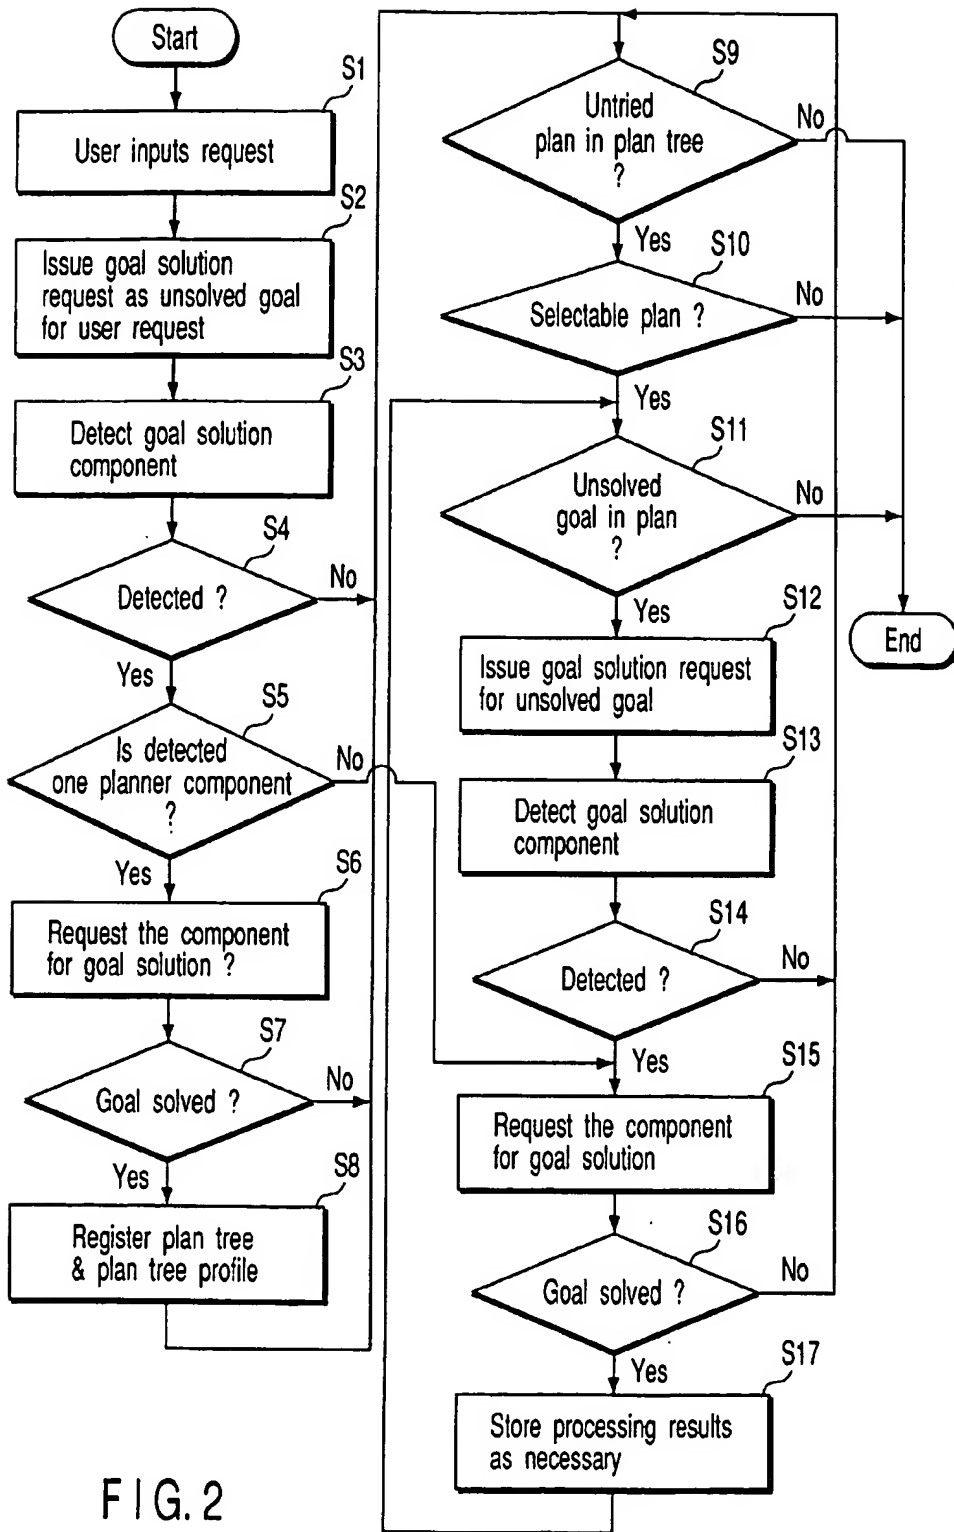 Start
S1
User inputs request
S2
Issue goal solution
request as unsolved goal
for user request
S3
Detect goal solution
component
S4
Detected ?
No
Yes
S5
Is detected
one planner component
?
No
Yes
S6
Request the component
for goal solution ?
S7
Goal solved ?
No
Yes
S8
Register plan tree
& plan tree profile
S9
Untried
plan in plan tree
?
No
Yes
S10
Selectable plan ?
No
Yes
S11
Unsolved
goal in plan
?
No
Yes
S12
Issue goal solution request
for unsolved goal
End
S13
Detect goal solution
component
S14
Detected ?
No
Yes
S15
Request the component
for goal solution
S16
Goal solved ?
No
Yes
S17
Store processing results
as necessary
FIG. 2